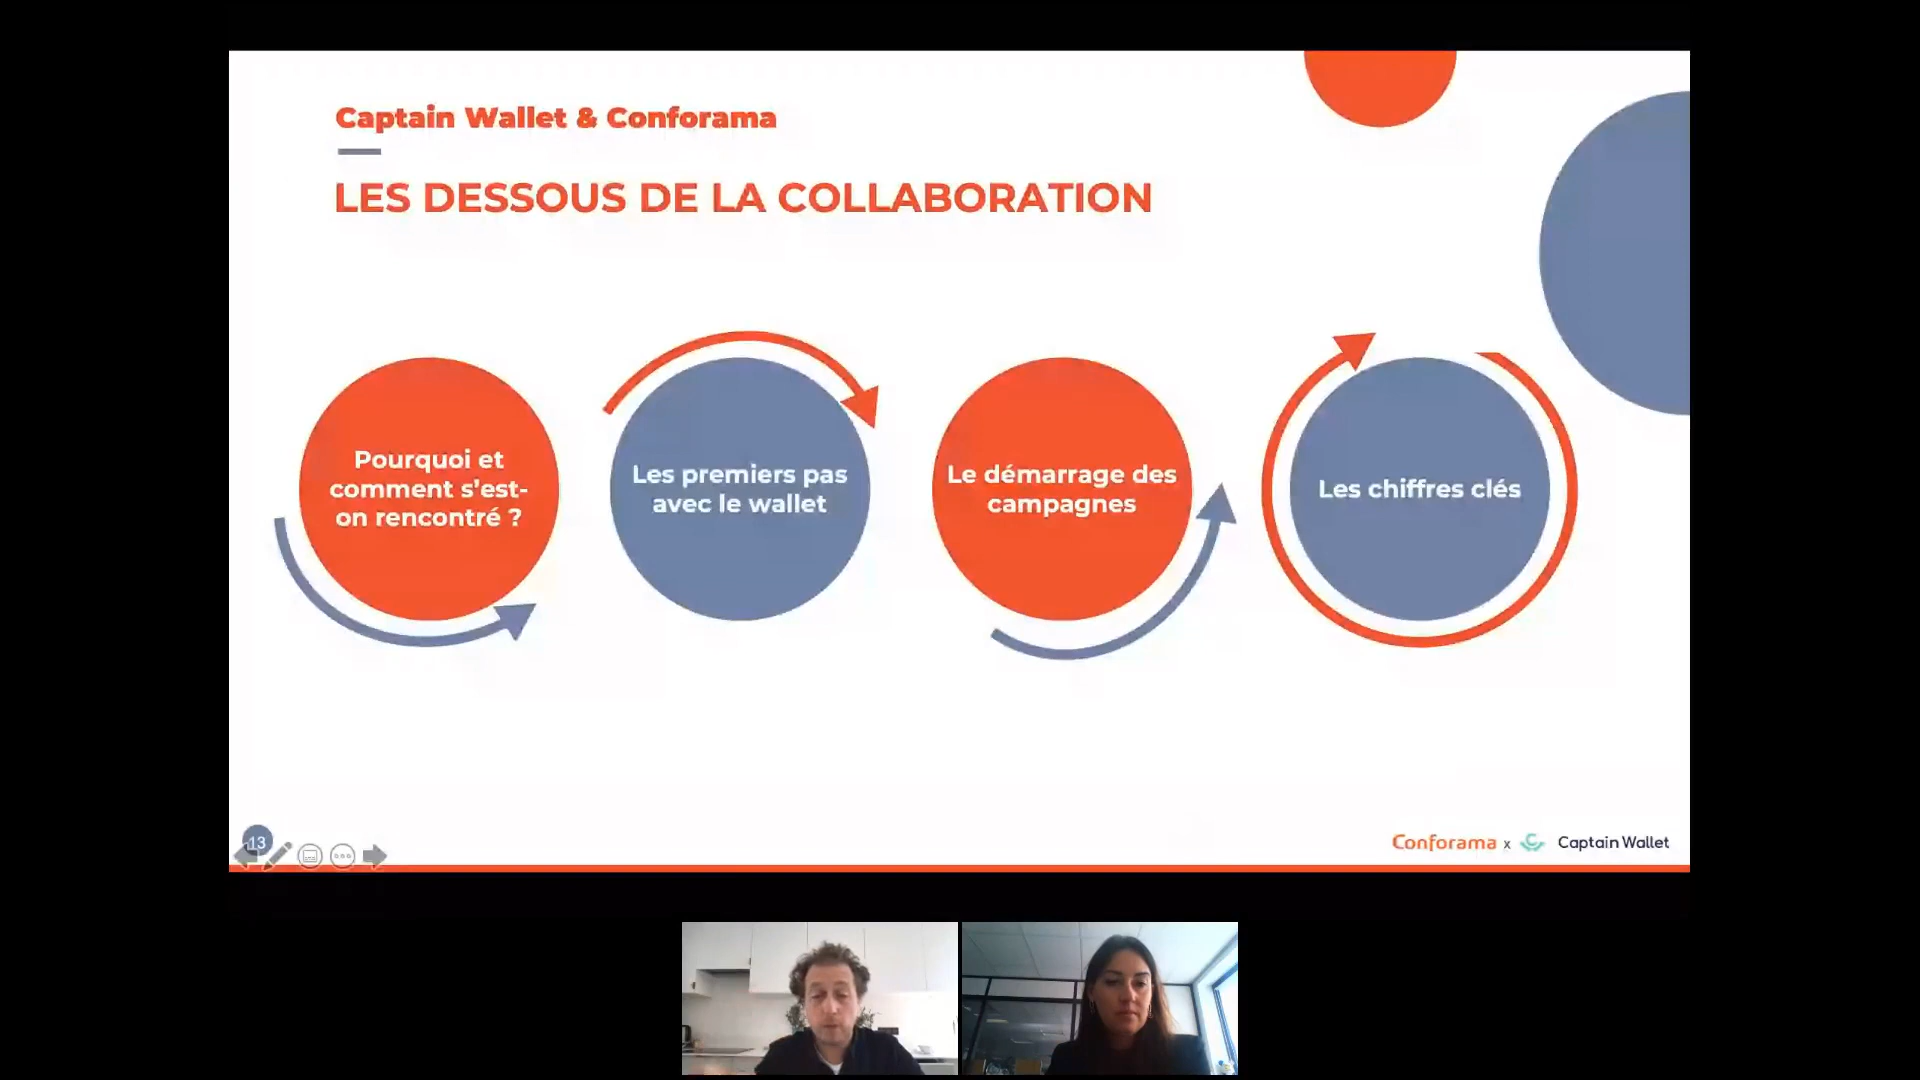 Captain Wallet & Conforama
LES DESSOUS DE LA COLLABORATION
Pourquoi et
comment s'est-
on rencontré ?
Les premiers pas
avec le wallet
Le démarrage des
campagnes
Les chiffres clés
13
Conforama x Captain Wallet